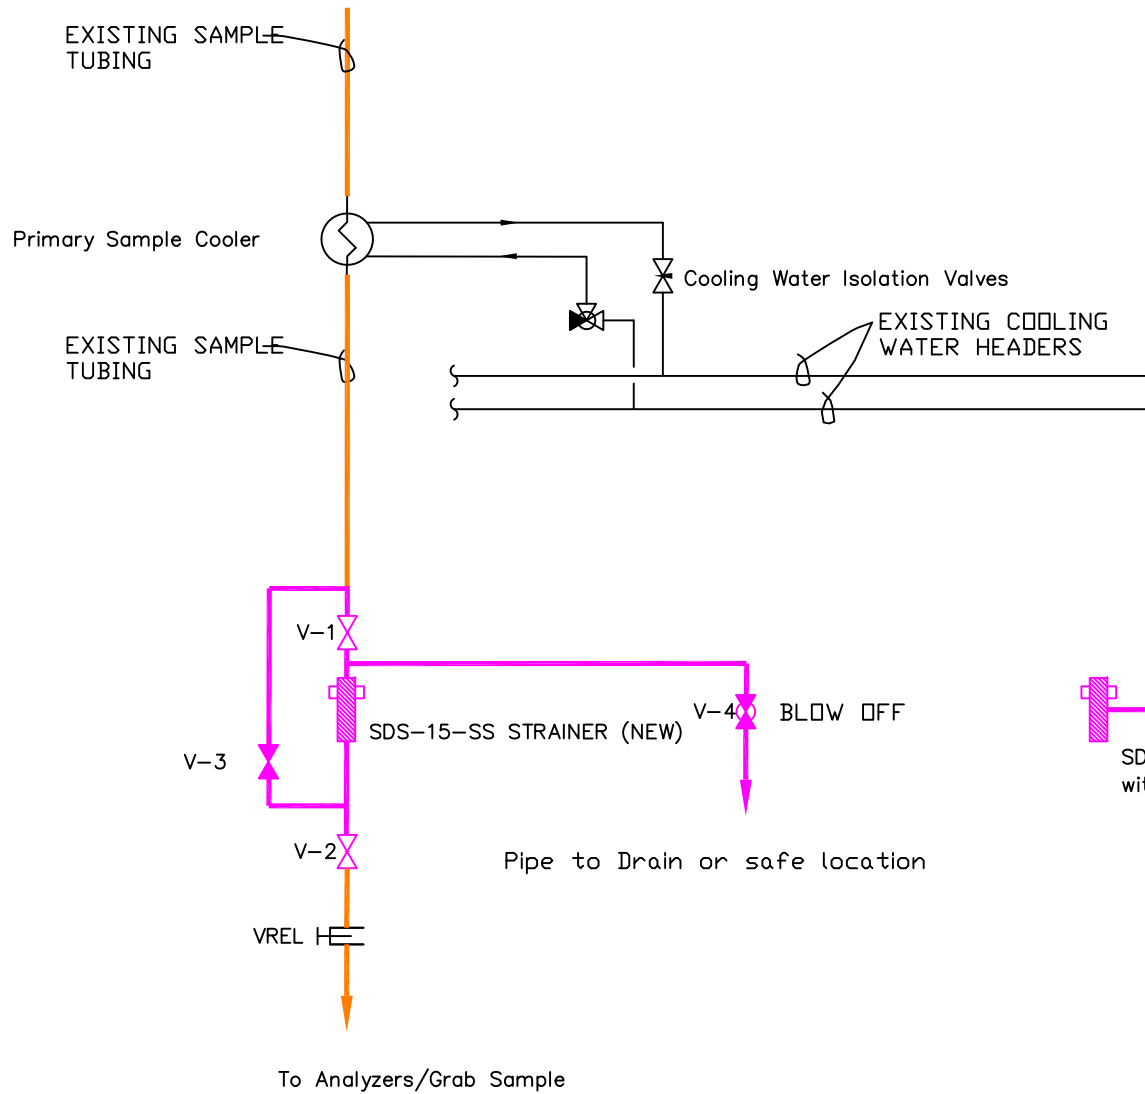 EXISTING SAMPLE
TUBING
Primary Sample Cooler
Cooling Water Isolation Valves
EXISTING COOLING
WATER HEADERS
EXISTING SAMPLE
TUBING
V-1
V-4
BLOW OFF
SDS-15-SS STRAINER (NEW)
V-3
SD
wit
V-2
Pipe to Drain or safe location
VREL
To Analyzers/Grab Sample